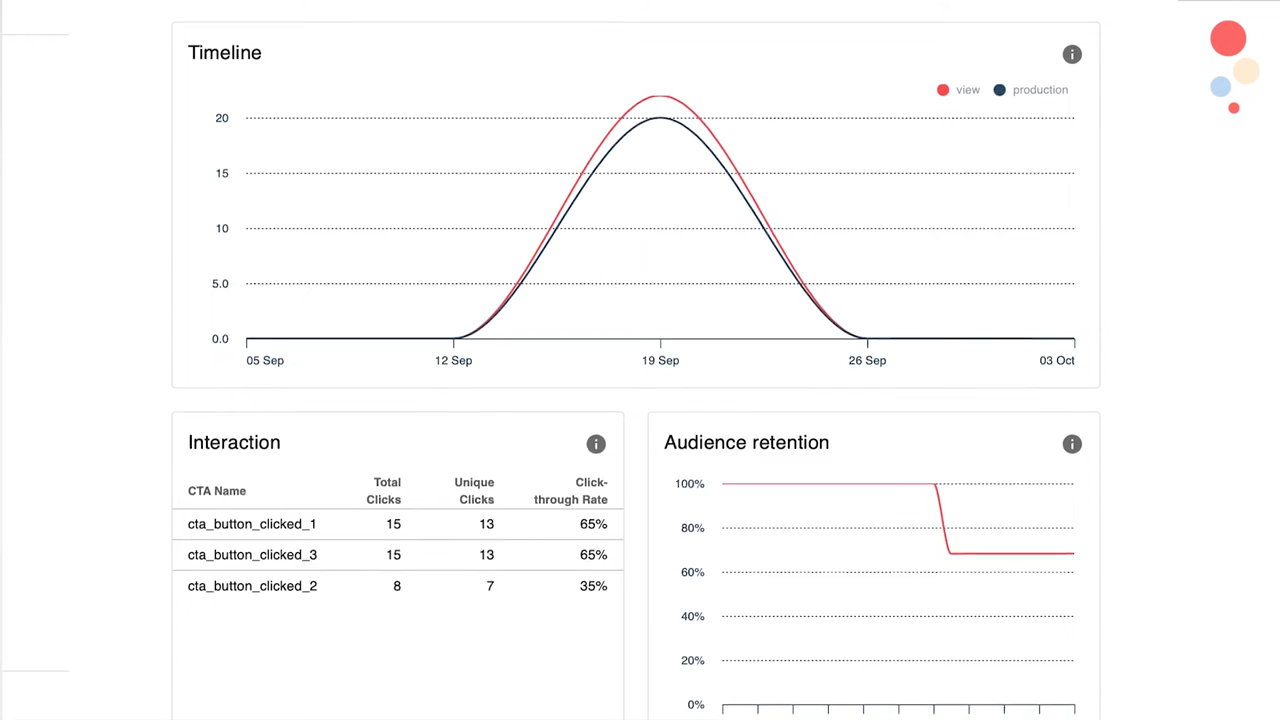 Timeline
view production
20
15
10
5.0
0.0
05 Sep 12 Sep 19 Sep 26 Sep 03 Oct
Interaction
CTA Name Total Clicks Unique Clicks Click-through Rate
cta_button_clicked_1 15 13 65%
cta_button_clicked_3 15 13 65%
cta_button_clicked_2 8 7 35%
Audience retention
100%
80%
60%
40%
20%
0%